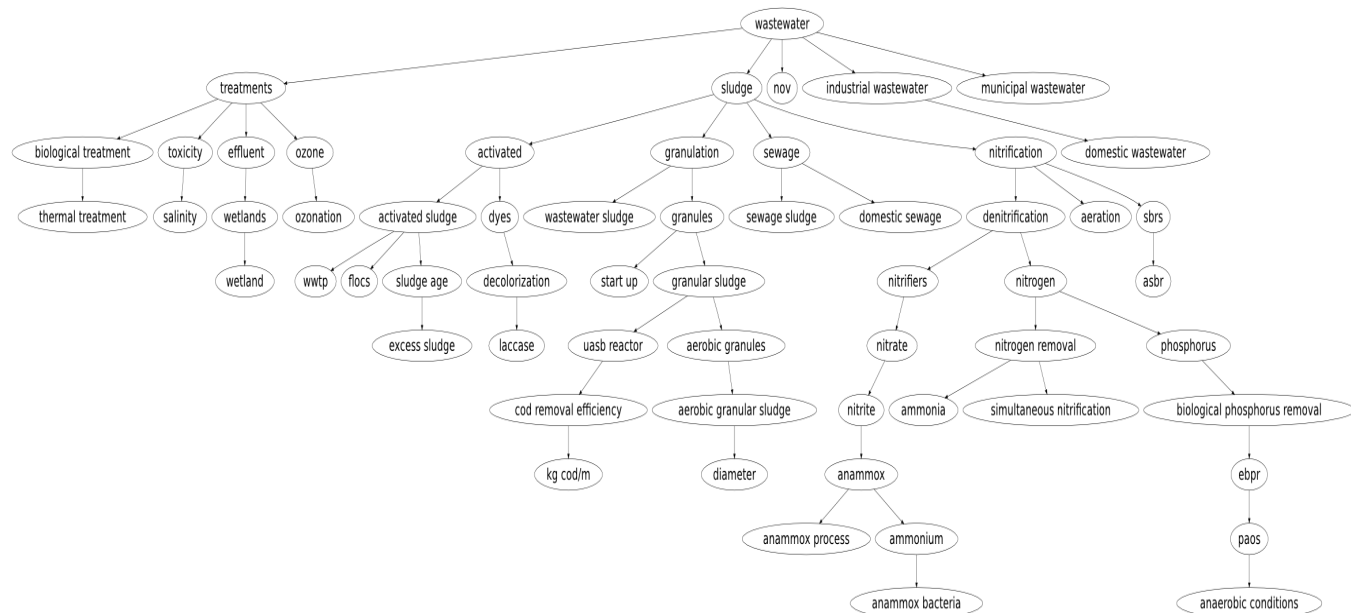 wastewater
treatments
sludge
nov
industrial wastewater
municipal wastewater
biological treatment
toxicity
effluent
ozone
activated
granulation
sewage
nitrification
domestic wastewater
thermal treatment
salinity
wetlands
ozonation
activated sludge
dyes
wastewater sludge
granules
sewage sludge
domestic sewage
denitrification
aeration
sbrs
wetland
wwtp
flocs
sludge age
decolorization
start up
granular sludge
nitrifiers
nitrogen
asbr
excess sludge
laccase
uasb reactor
aerobic granules
nitrate
nitrogen removal
phosphorus
cod removal efficiency
aerobic granular sludge
nitrite
ammonia
simultaneous nitrification
biological phosphorus removal
kg cod/m
diameter
anammox
ebpr
anammox process
ammonium
paos
anammox bacteria
anaerobic conditions